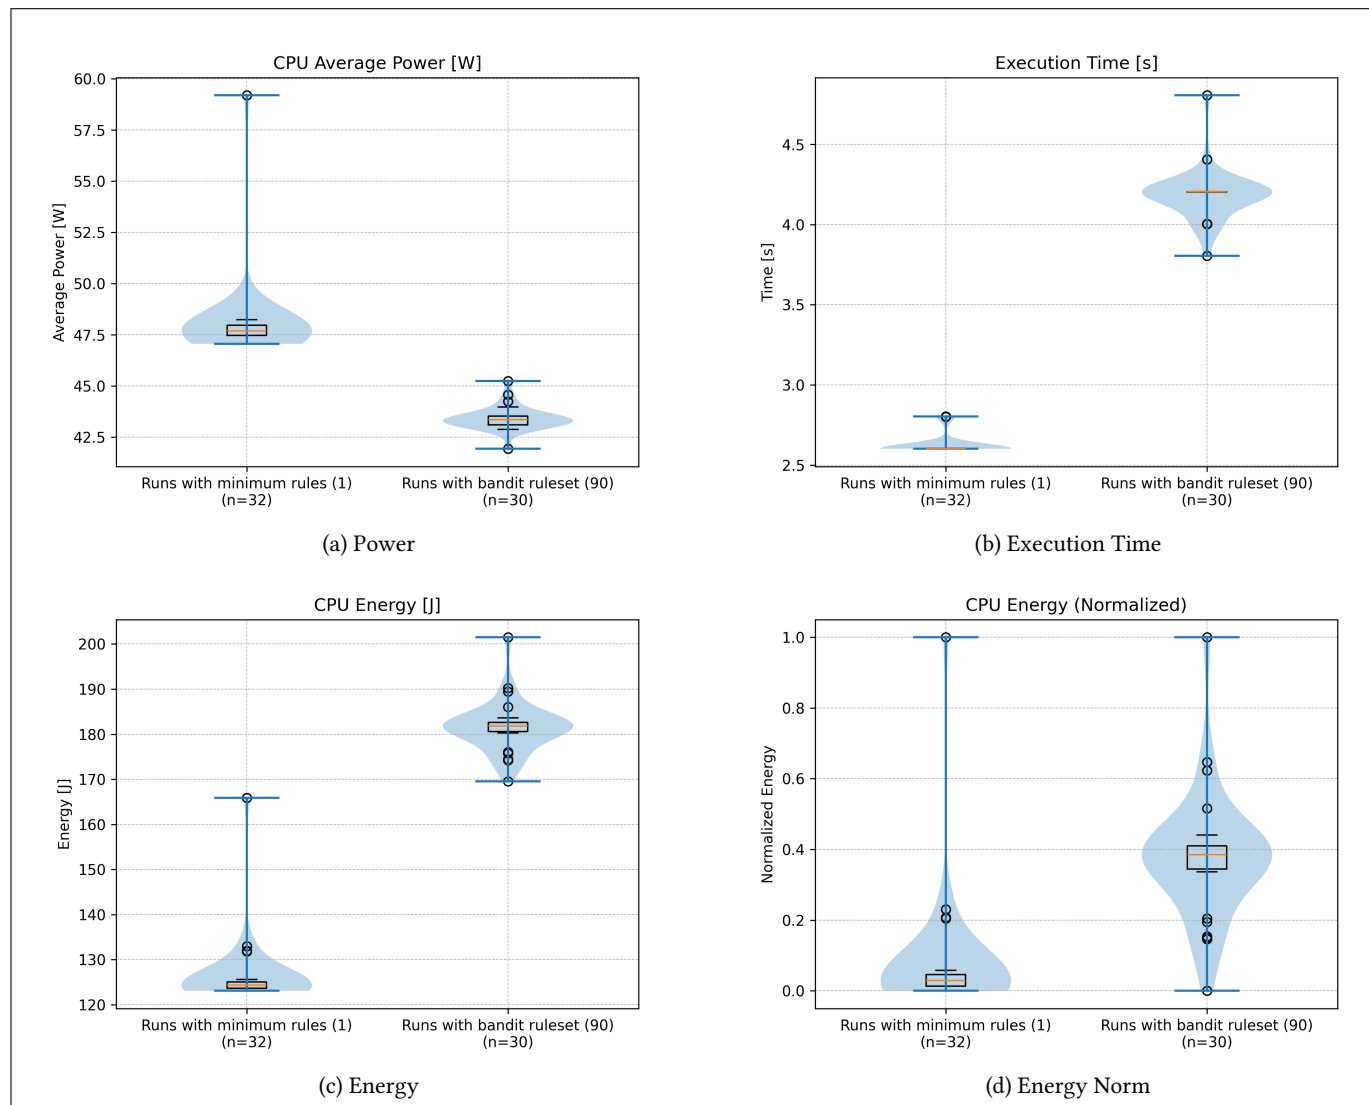 CPU Average Power [W]
60.0
57.5
55.0
52.5
50.0
47.5
45.0
42.5
Average Power [W]
Runs with minimum rules (1)
(n=32)
Runs with bandit ruleset (90)
(n=30)
(a) Power
Execution Time [s]
4.5
4.0
3.5
3.0
2.5
Time [s]
Runs with minimum rules (1)
(n=32)
Runs with bandit ruleset (90)
(n=30)
(b) Execution Time
CPU Energy [J]
200
190
180
170
160
150
140
130
120
Energy [J]
Runs with minimum rules (1)
(n=32)
Runs with bandit ruleset (90)
(n=30)
(c) Energy
CPU Energy (Normalized)
1.0
0.8
0.6
0.4
0.2
0.0
Normalized Energy
Runs with minimum rules (1)
(n=32)
Runs with bandit ruleset (90)
(n=30)
(d) Energy Norm